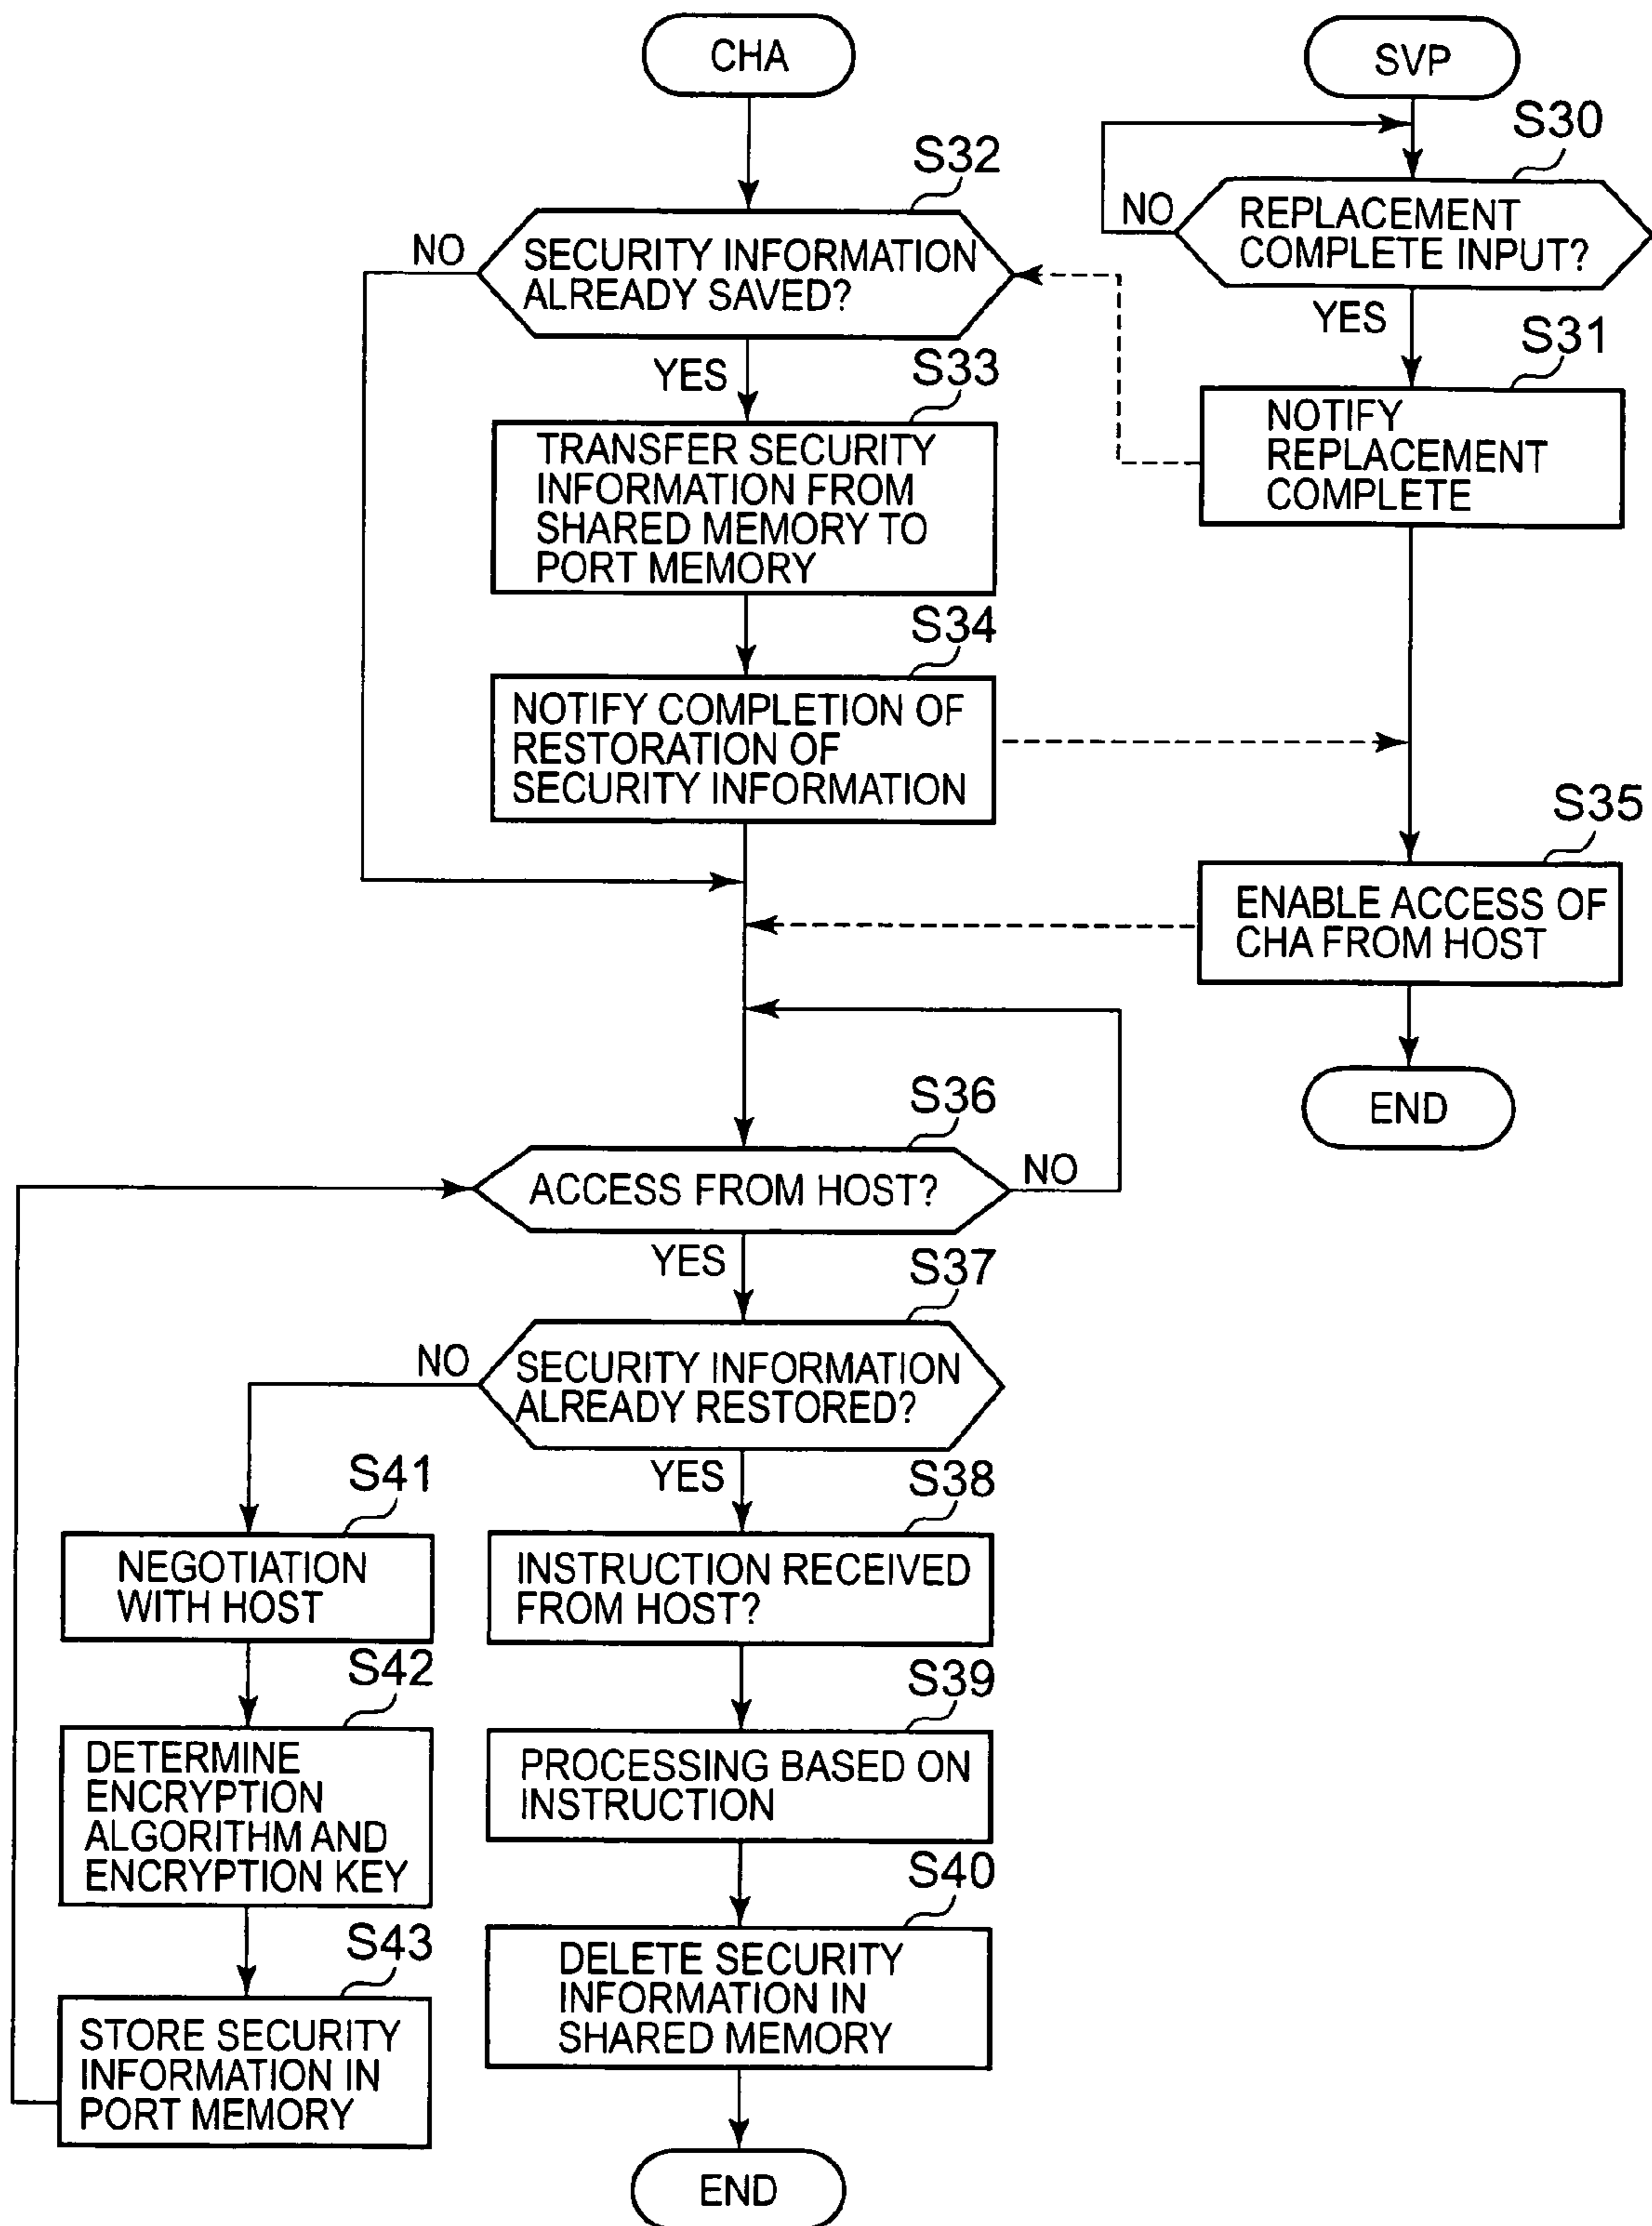 CHA
SVP
S30
S32
NO
REPLACEMENT
COMPLETE INPUT?
NO
SECURITY INFORMATION
ALREADY SAVED?
YES
S31
YES
S33
NOTIFY
REPLACEMENT
COMPLETE
TRANSFER SECURITY
INFORMATION FROM
SHARED MEMORY TO
PORT MEMORY
S34
NOTIFY COMPLETION OF
RESTORATION OF
SECURITY INFORMATION
S35
ENABLE ACCESS OF
CHA FROM HOST
END
S36
ACCESS FROM HOST?
NO
YES
S37
NO
SECURITY INFORMATION
ALREADY RESTORED?
YES
S41
S38
NEGOTIATION
WITH HOST
INSTRUCTION RECEIVED
FROM HOST?
S42
S39
DETERMINE
ENCRYPTION
ALGORITHM AND
ENCRYPTION KEY
PROCESSING BASED ON
INSTRUCTION
S43
S40
STORE SECURITY
INFORMATION IN
PORT MEMORY
DELETE SECURITY
INFORMATION IN
SHARED MEMORY
END